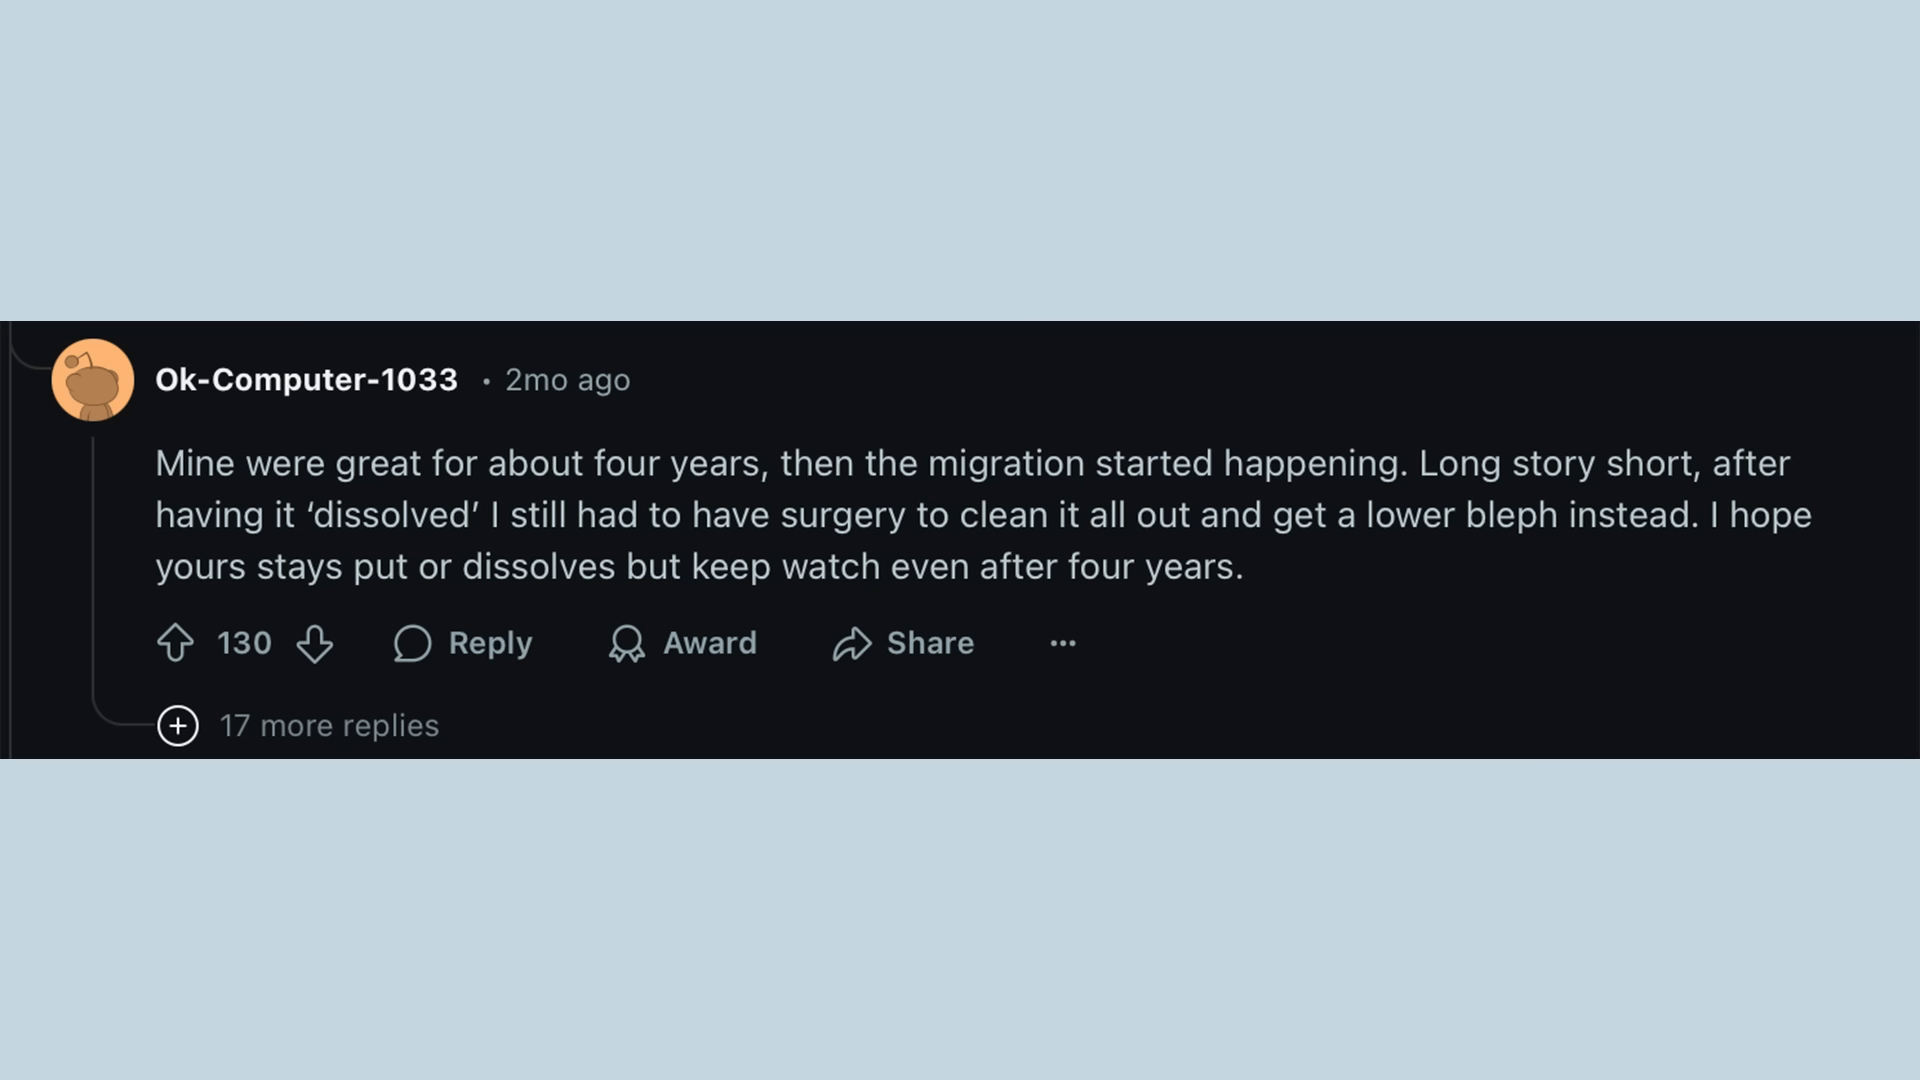 Ok-Computer-1033 • 2mo ago
Mine were great for about four years, then the migration started happening. Long story short, after
having it ‘dissolved’ I still had to have surgery to clean it all out and get a lower bleph instead. I hope
yours stays put or dissolves but keep watch even after four years.
130 Reply Award Share ...
17 more replies